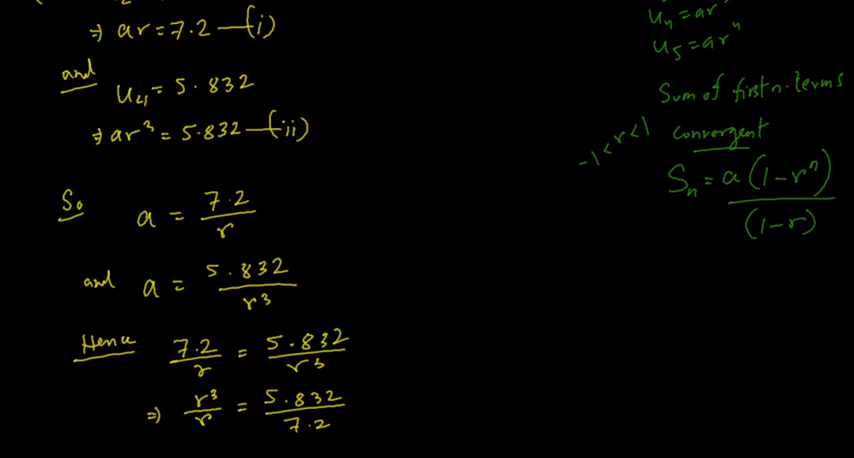 ⇒ ar = 7.2 —(i)
and
u₄ = 5.832
⇒ ar³ = 5.832 —(ii)
So
a = 7.2 / r
and a = 5.832 / r³
Hence 7.2 / r = 5.832 / r³
⇒ r³ / r = 5.832 / 7.2
u₄ = ar
u₅ = ar⁴
Sum of first n-terms
convergent
-1 < r < 1
Sₙ = a(1-rⁿ) / (1-r)